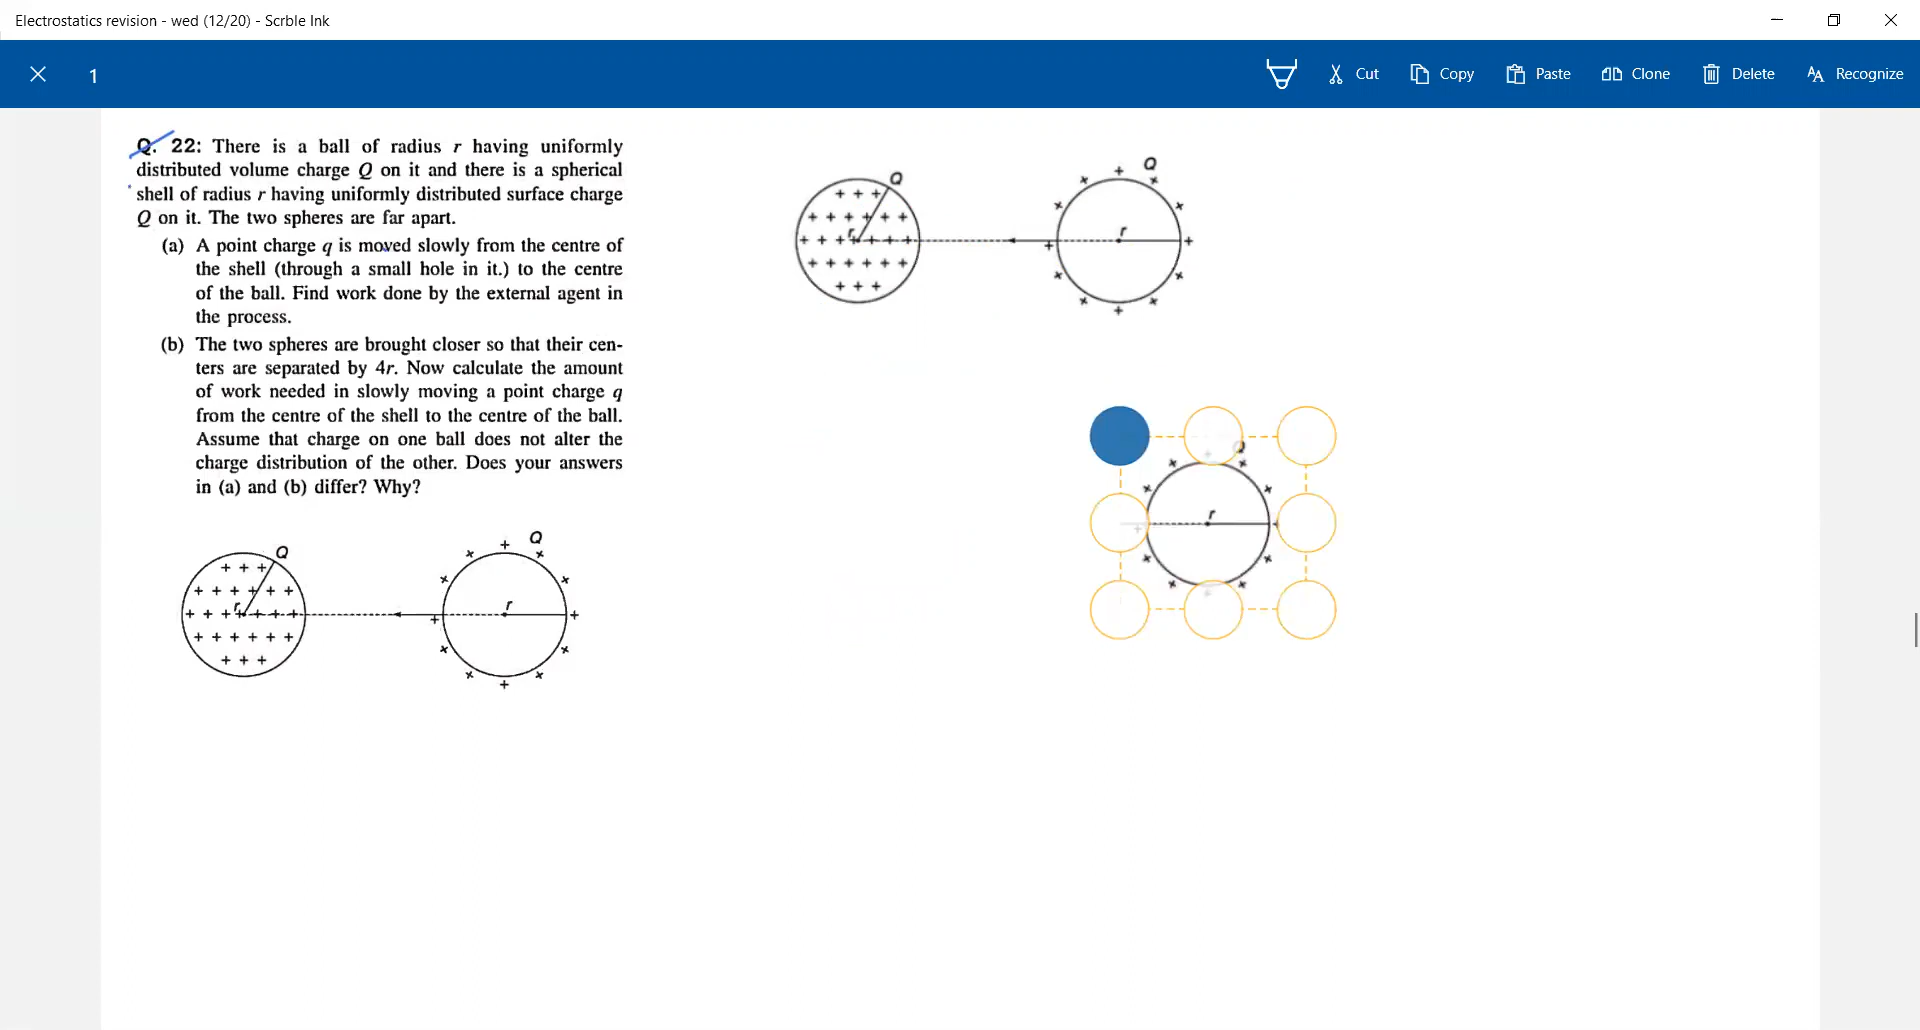 Electrostatics revision - wed (12/20) - Scrble Ink
1
Cut
Copy
Paste
Clone
Delete
Recognize
Q. 22: There is a ball of radius r having uniformly
distributed volume charge Q on it and there is a spherical
shell of radius r having uniformly distributed surface charge
Q on it. The two spheres are far apart.
(a) A point charge q is moved slowly from the centre of
the shell (through a small hole in it.) to the centre
of the ball. Find work done by the external agent in
the process.
(b) The two spheres are brought closer so that their cen-
ters are separated by 4r. Now calculate the amount
of work needed in slowly moving a point charge q
from the centre of the shell to the centre of the ball.
Assume that charge on one ball does not alter the
charge distribution of the other. Does your answers
in (a) and (b) differ? Why?
Q
r
Q
r
Q
r
Q
r
Q
r